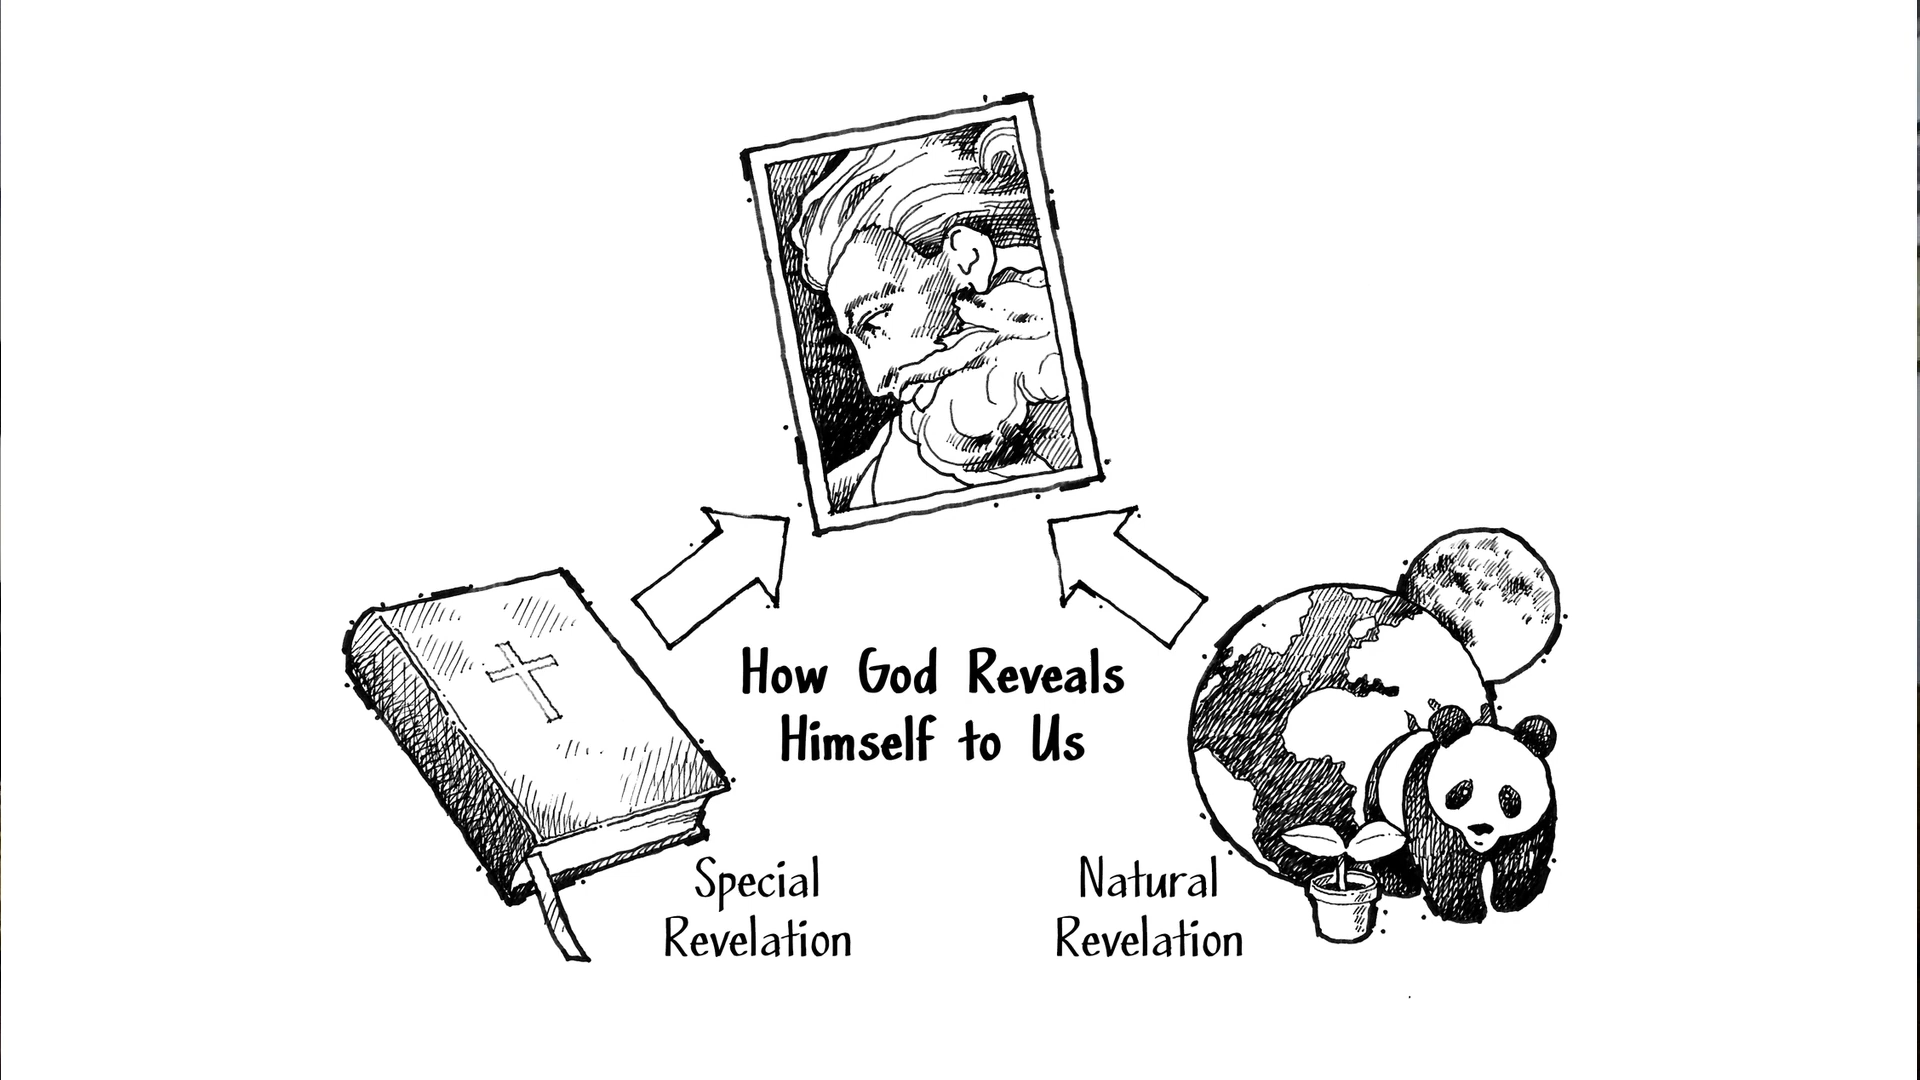 How God Reveals
Himself to Us
Special
Revelation
Natural
Revelation